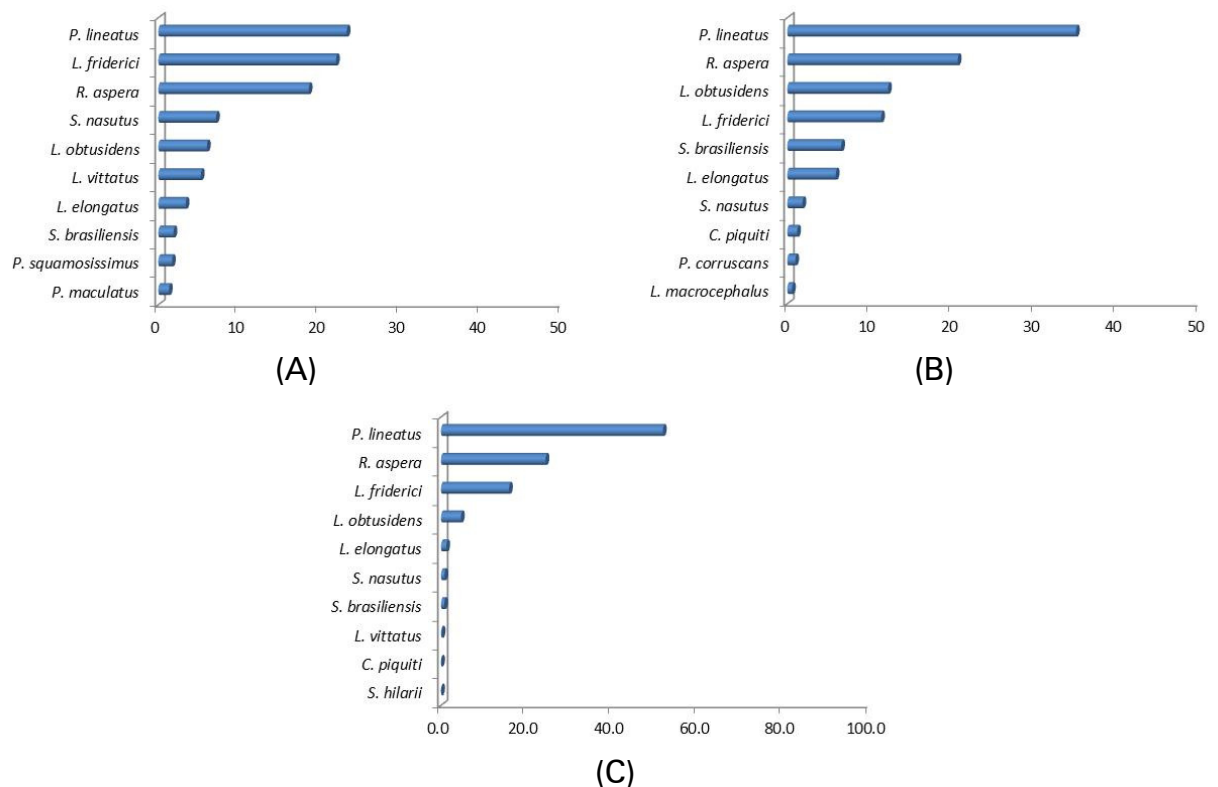 P. lineatus
L. friderici
R. aspera
S. nasutus
L. obtusidens
L. vittatus
L. elongatus
S. brasiliensis
P. squamosissimus
P. maculatus
0 10 20 30 40 50
(A)
P. lineatus
R. aspera
L. obtusidens
L. friderici
S. brasiliensis
L. elongatus
S. nasutus
C. piquiti
P. corruscans
L. macrocephalus
0 10 20 30 40 50
(B)
P. lineatus
R. aspera
L. friderici
L. obtusidens
L. elongatus
S. nasutus
S. brasiliensis
L. vittatus
C. piquiti
S. hilarii
0.0 20.0 40.0 60.0 80.0 100.0
(C)